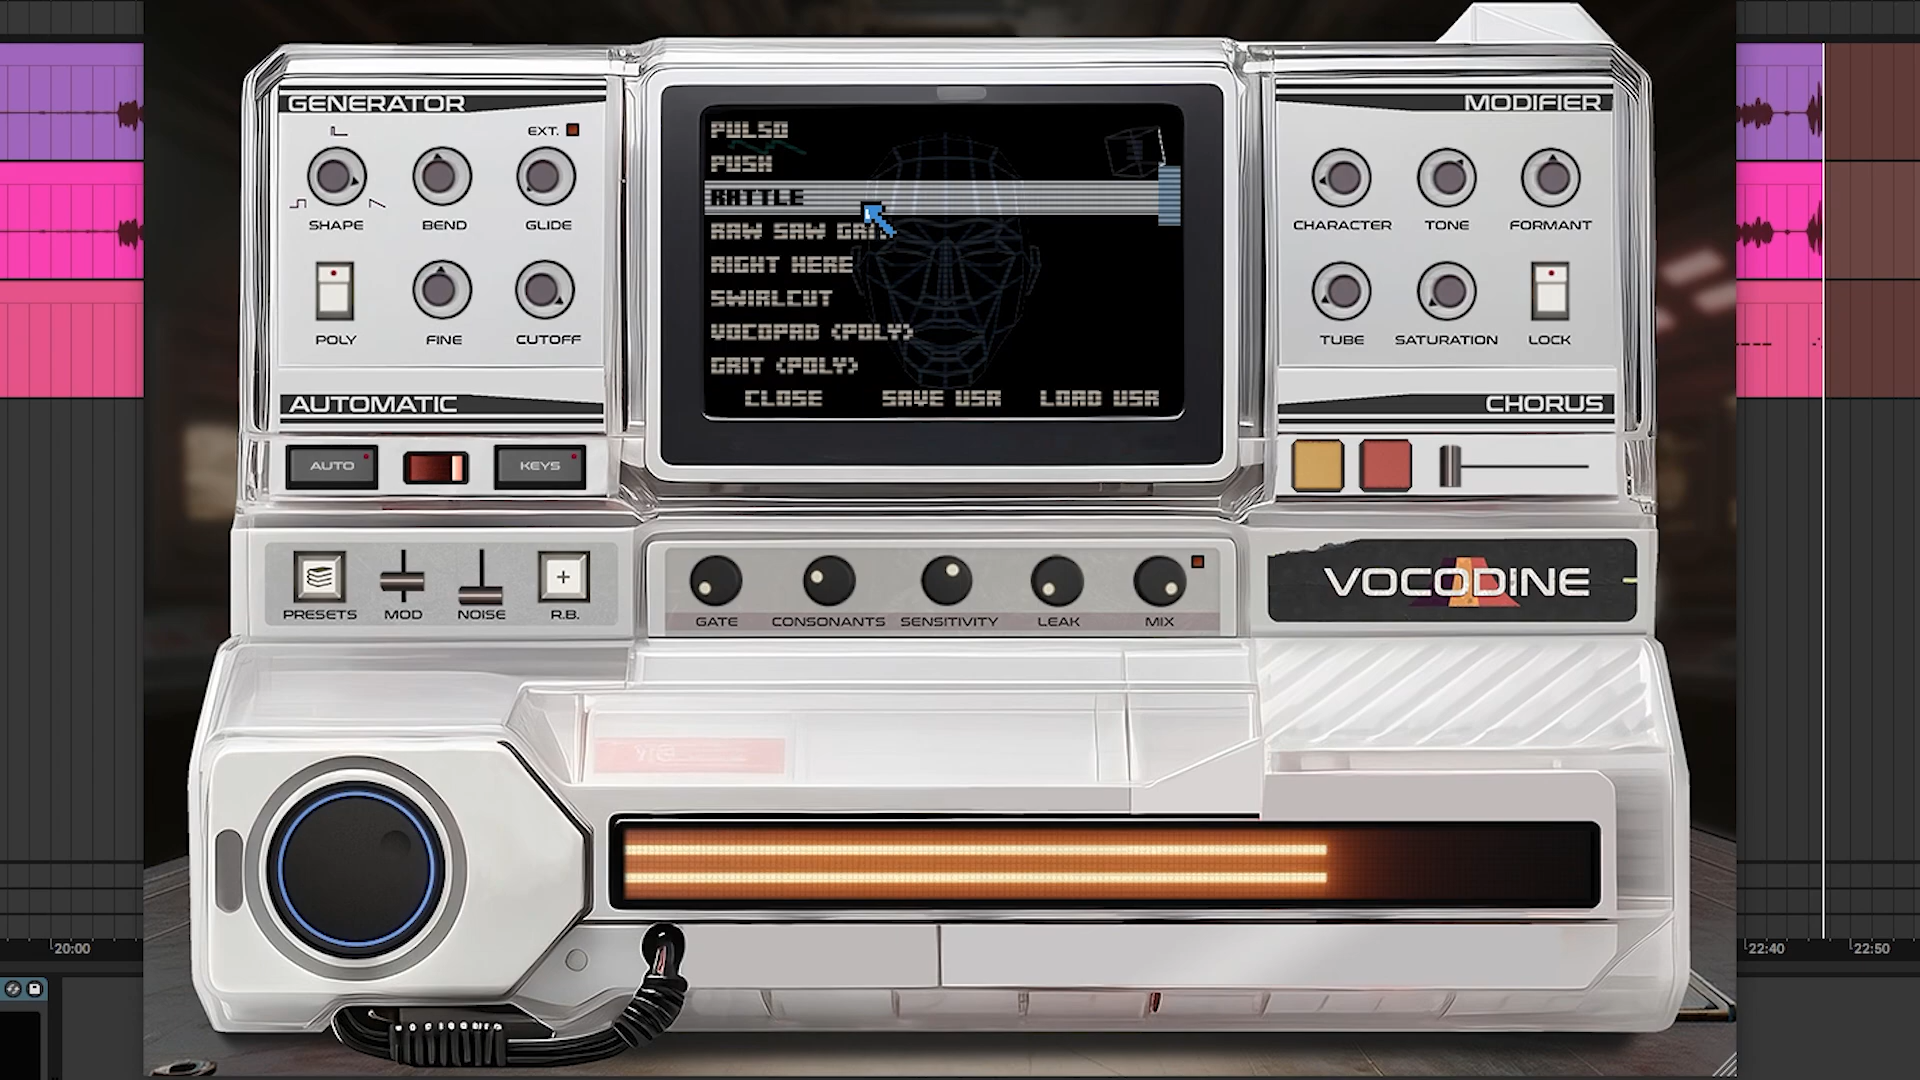 GENERATOR
EXT.
SHAPE
BEND
GLIDE
POLY
FINE
CUTOFF
AUTOMATIC
AUTO
KEYS
PULSO
PUSH
RATTLE
RAW SAW GRIT
RIGHT HERE
SWIRLCUT
VOCOPAD (POLY)
GRIT (POLY)
CLOSE SAVE USR LOAD USR
MODIFIER
CHARACTER
TONE
FORMANT
TUBE
SATURATION
LOCK
CHORUS
PRESETS
MOD
NOISE
R.B.
GATE
CONSONANTS
SENSITIVITY
LEAK
MIX
VOCODINE
20:00
22:40
22:50